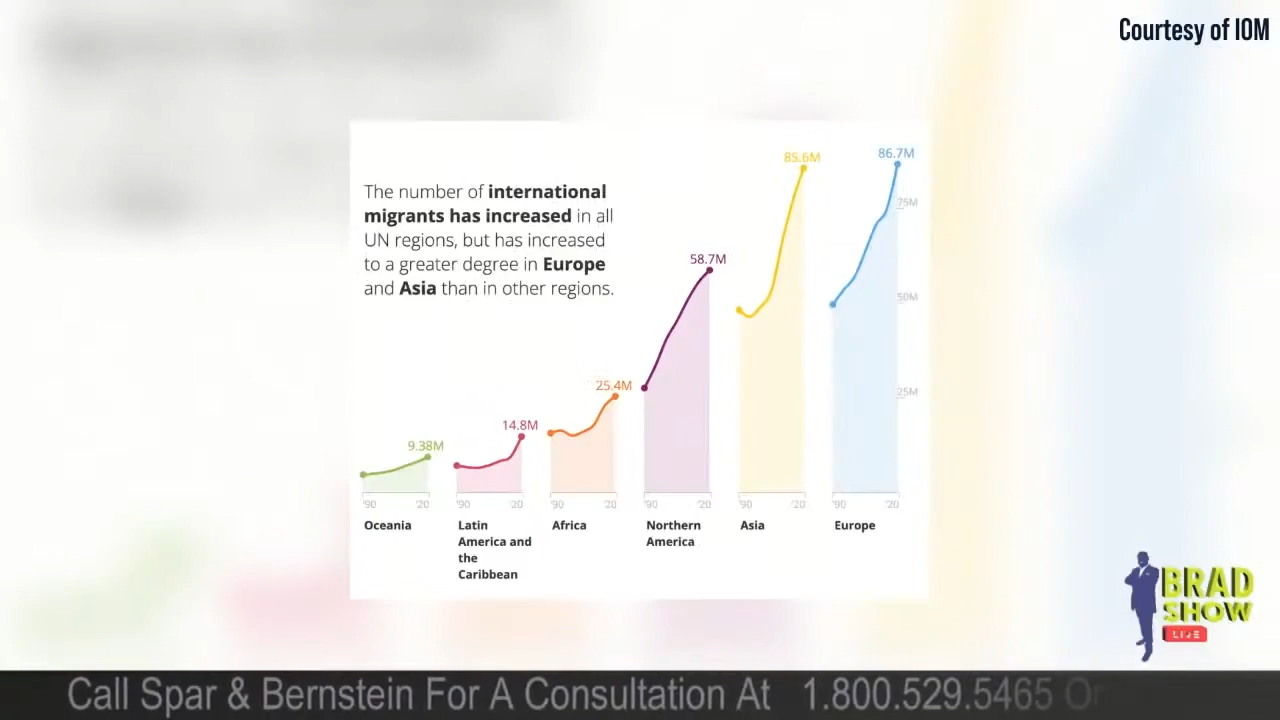 Courtesy of IOM
The number of international
migrants has increased in all
UN regions, but has increased
to a greater degree in Europe
and Asia than in other regions.
9.38M
14.8M
25.4M
58.7M
85.6M
86.7M
75M
50M
25M
'90 '20
'90 '20
'90 '20
'90 '20
'90 '20
'90 '20
Oceania
Latin
America and
the
Caribbean
Africa
Northern
America
Asia
Europe
BRAD
SHOW
LIVE
Call Spar & Bernstein For A Consultation At 1.800.529.5465 Or